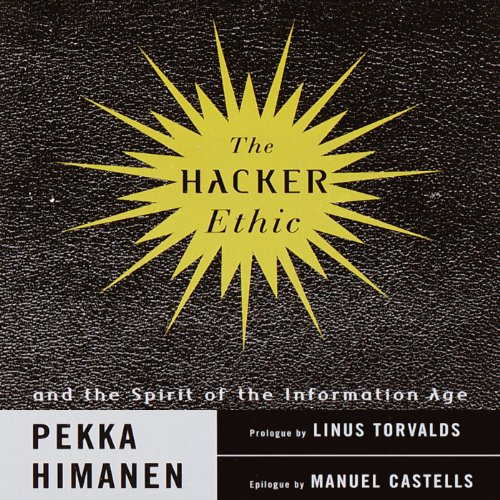 The
HACKER
Ethic
and the Spirit of the Information Age
PEKKA
HIMANEN
Prologue by LINUS TORVALDS
Epilogue by MANUEL CASTELLS